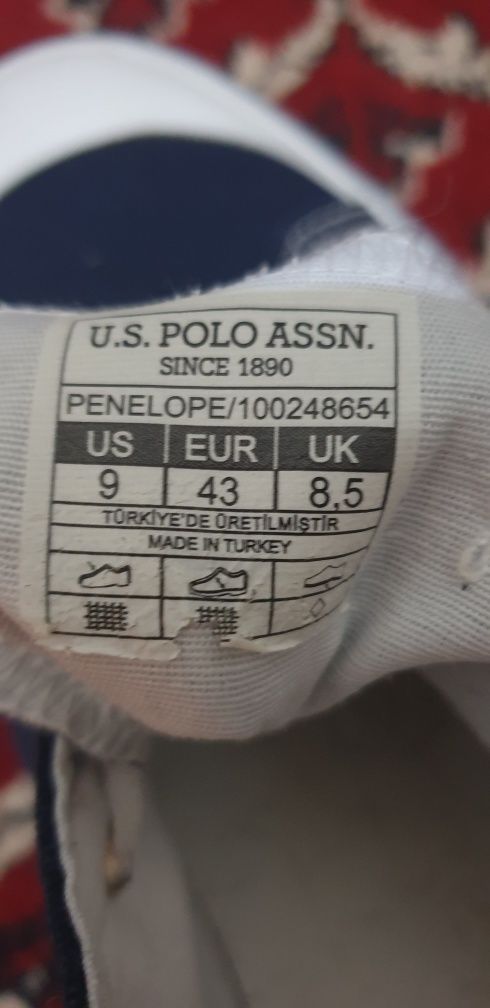 U.S. POLO ASSN.
SINCE 1890
PENELOPE/100248654
US EUR UK
9 43 8,5
TÜRKİYE'DE ÜRETİLMİŞTİR
MADE IN TURKEY